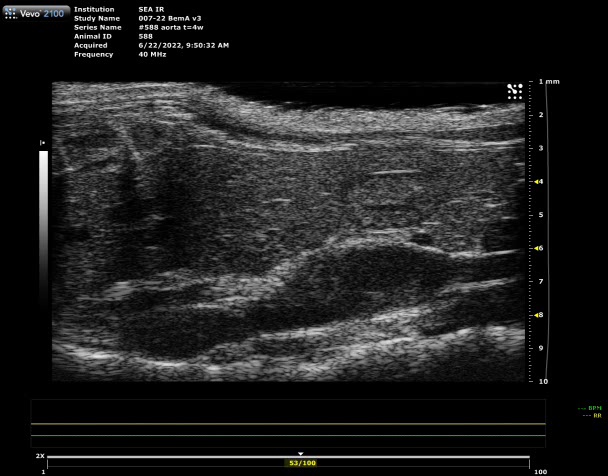 Vevo 2100
Institution SEA IR
Study Name 007-22 BemA v3
Series Name #588 aorta t=4w
Animal ID 588
Acquired 6/22/2022, 9:50:32 AM
Frequency 40 MHz
1 mm
2
3
4
5
6
7
8
9
10
--- BPM
--- RR
2X
53/100
1
100